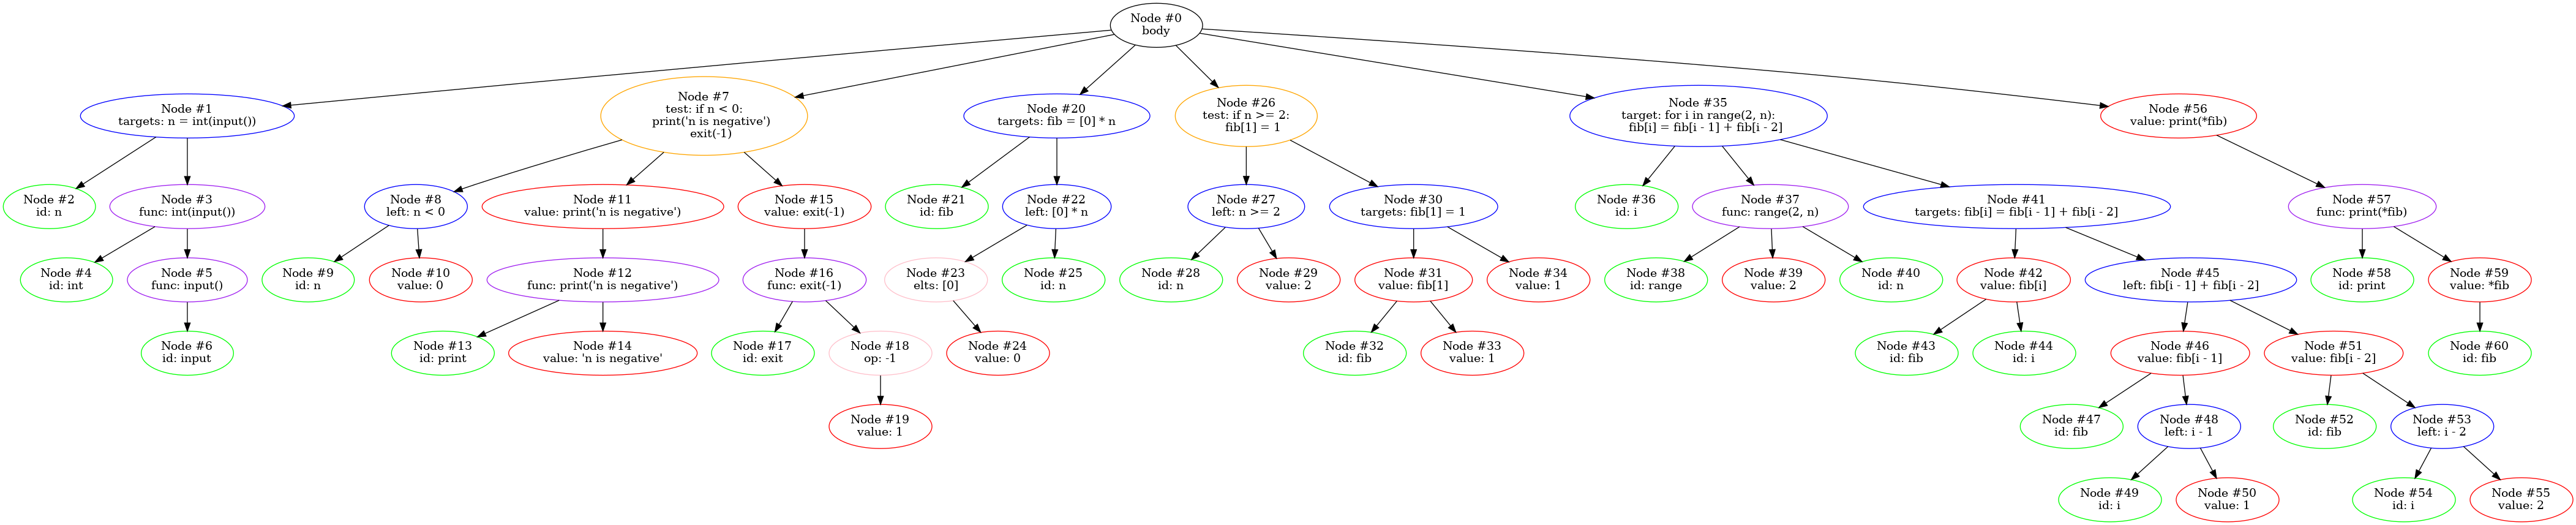 Node #0
body
Node #1
targets: n = int(input())
Node #7
test: if n < 0:
print('n is negative')
exit(-1)
Node #20
targets: fib = [0] * n
Node #26
test: if n >= 2:
fib[1] = 1
Node #35
target: for i in range(2, n):
fib[i] = fib[i - 1] + fib[i - 2]
Node #56
value: print(*fib)
Node #2
id: n
Node #3
func: int(input())
Node #8
left: n < 0
Node #11
value: print('n is negative')
Node #15
value: exit(-1)
Node #21
id: fib
Node #22
left: [0] * n
Node #27
left: n >= 2
Node #30
targets: fib[1] = 1
Node #36
id: i
Node #37
func: range(2, n)
Node #41
targets: fib[i] = fib[i - 1] + fib[i - 2]
Node #57
func: print(*fib)
Node #4
id: int
Node #5
func: input()
Node #9
id: n
Node #10
value: 0
Node #12
func: print('n is negative')
Node #16
func: exit(-1)
Node #23
elts: [0]
Node #25
id: n
Node #28
id: n
Node #29
value: 2
Node #31
value: fib[1]
Node #34
value: 1
Node #38
id: range
Node #39
value: 2
Node #40
id: n
Node #42
value: fib[i]
Node #45
left: fib[i - 1] + fib[i - 2]
Node #58
id: print
Node #59
value: *fib
Node #6
id: input
Node #13
id: print
Node #14
value: 'n is negative'
Node #17
id: exit
Node #18
op: -1
Node #24
value: 0
Node #32
id: fib
Node #33
value: 1
Node #43
id: fib
Node #44
id: i
Node #46
value: fib[i - 1]
Node #51
value: fib[i - 2]
Node #60
id: fib
Node #19
value: 1
Node #47
id: fib
Node #48
left: i - 1
Node #52
id: fib
Node #53
left: i - 2
Node #49
id: i
Node #50
value: 1
Node #54
id: i
Node #55
value: 2